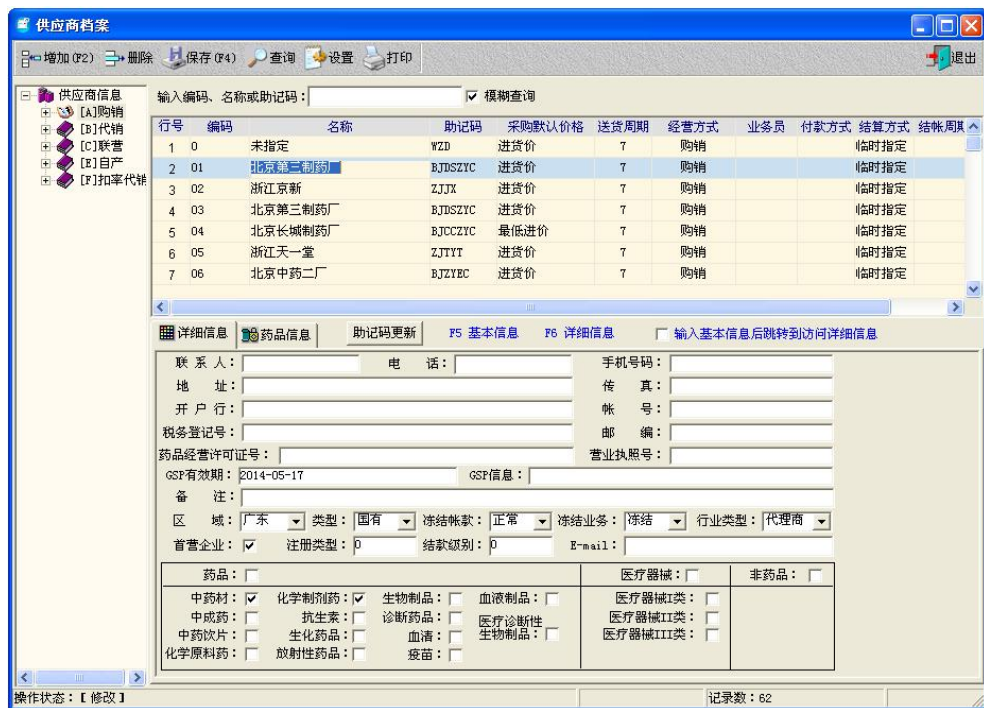 供应商档案
增加(F2) 删除 保存(F4) 查询 设置 打印 退出
供应商信息
[A]购销
[B]代销
[C]联营
[E]自产
[F]扣率代销
输入编码、名称或助记码： 模糊查询
行号 编码 名称 助记码 采购默认价格 送货周期 经营方式 业务员 付款方式 结算方式 结帐周期
1 0 未指定 WZD 进货价 7 购销 临时指定
2 01 北京第三制药厂 BJDSZYC 进货价 7 购销 临时指定
3 02 浙江京新 ZJJX 进货价 7 购销 临时指定
4 03 北京第三制药厂 BJDSZYC 进货价 7 购销 临时指定
5 04 北京长城制药厂 BJCCZYC 最低进价 7 购销 临时指定
6 05 浙江天一堂 ZJTYT 进货价 7 购销 临时指定
7 06 北京中药二厂 BJZYEC 进货价 7 购销 临时指定
详细信息 药品信息 助记码更新 F5 基本信息 F6 详细信息 输入基本信息后跳转到访问详细信息
联系人： 电话： 手机号码：
地址： 传真：
开户行： 帐号：
税务登记号： 邮编：
药品经营许可证号： 营业执照号：
GSP有效期： 2014-05-17 GSP信息：
备注：
区域： 广东 类型： 国有 冻结帐款： 正常 冻结业务： 冻结 行业类型： 代理商
首营企业： 注册类型： 0 结款级别： 0 E-mail：
药品： 医疗器械： 非药品：
中药材： 化学制剂药： 生物制品： 血液制品： 医疗器械I类：
中成药： 抗生素： 诊断药品： 医疗诊断性 医疗器械II类：
中药饮片： 生化药品： 血清： 生物制品： 医疗器械III类：
化学原料药： 放射性药品： 疫苗：
操作状态：【修改】 记录数：62